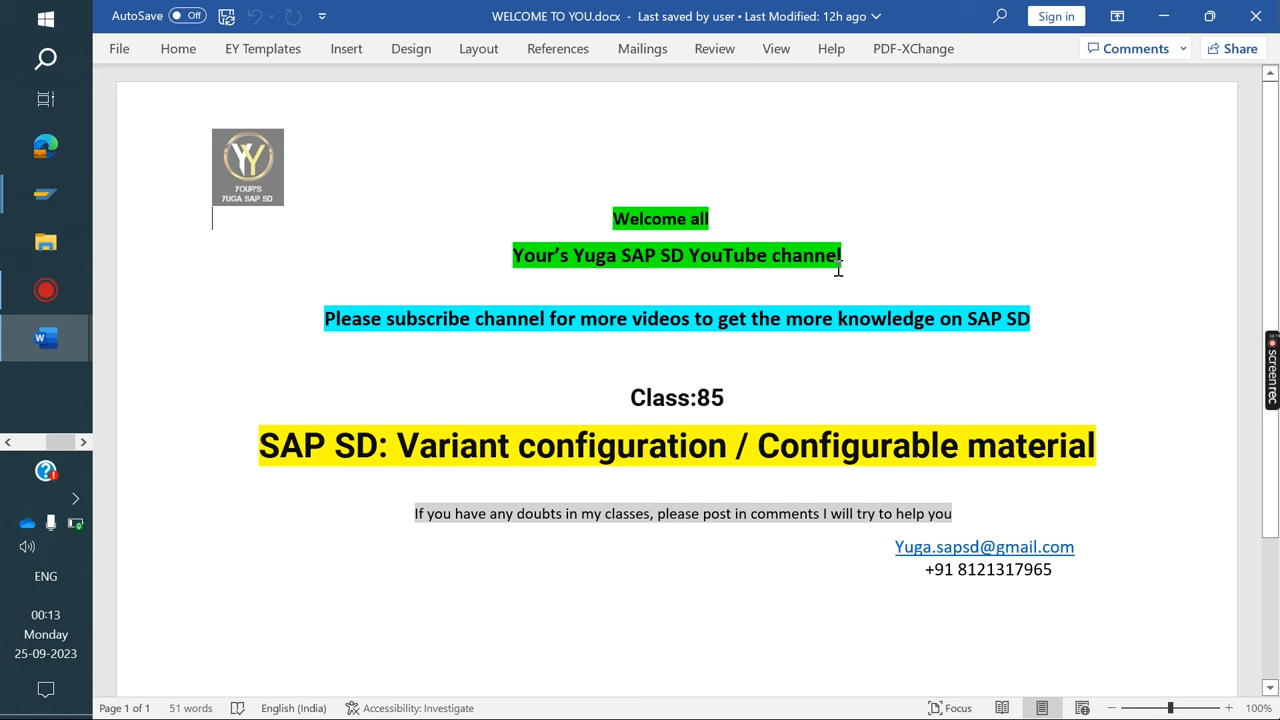 AutoSave Off WELCOME TO YOU.docx - Last saved by user • Last Modified: 12h ago Sign in
File Home EY Templates Insert Design Layout References Mailings Review View Help PDF-XChange Comments Share
YY
YOUR'S
YUGA SAP SD
Welcome all
Your's Yuga SAP SD YouTube channel
Please subscribe channel for more videos to get the more knowledge on SAP SD
Class:85
SAP SD: Variant configuration / Configurable material
If you have any doubts in my classes, please post in comments I will try to help you
Yuga.sapsd@gmail.com
+91 8121317965
screenrec
ENG
00:13
Monday
25-09-2023
Page 1 of 1 51 words English (India) Accessibility: Investigate Focus 100%